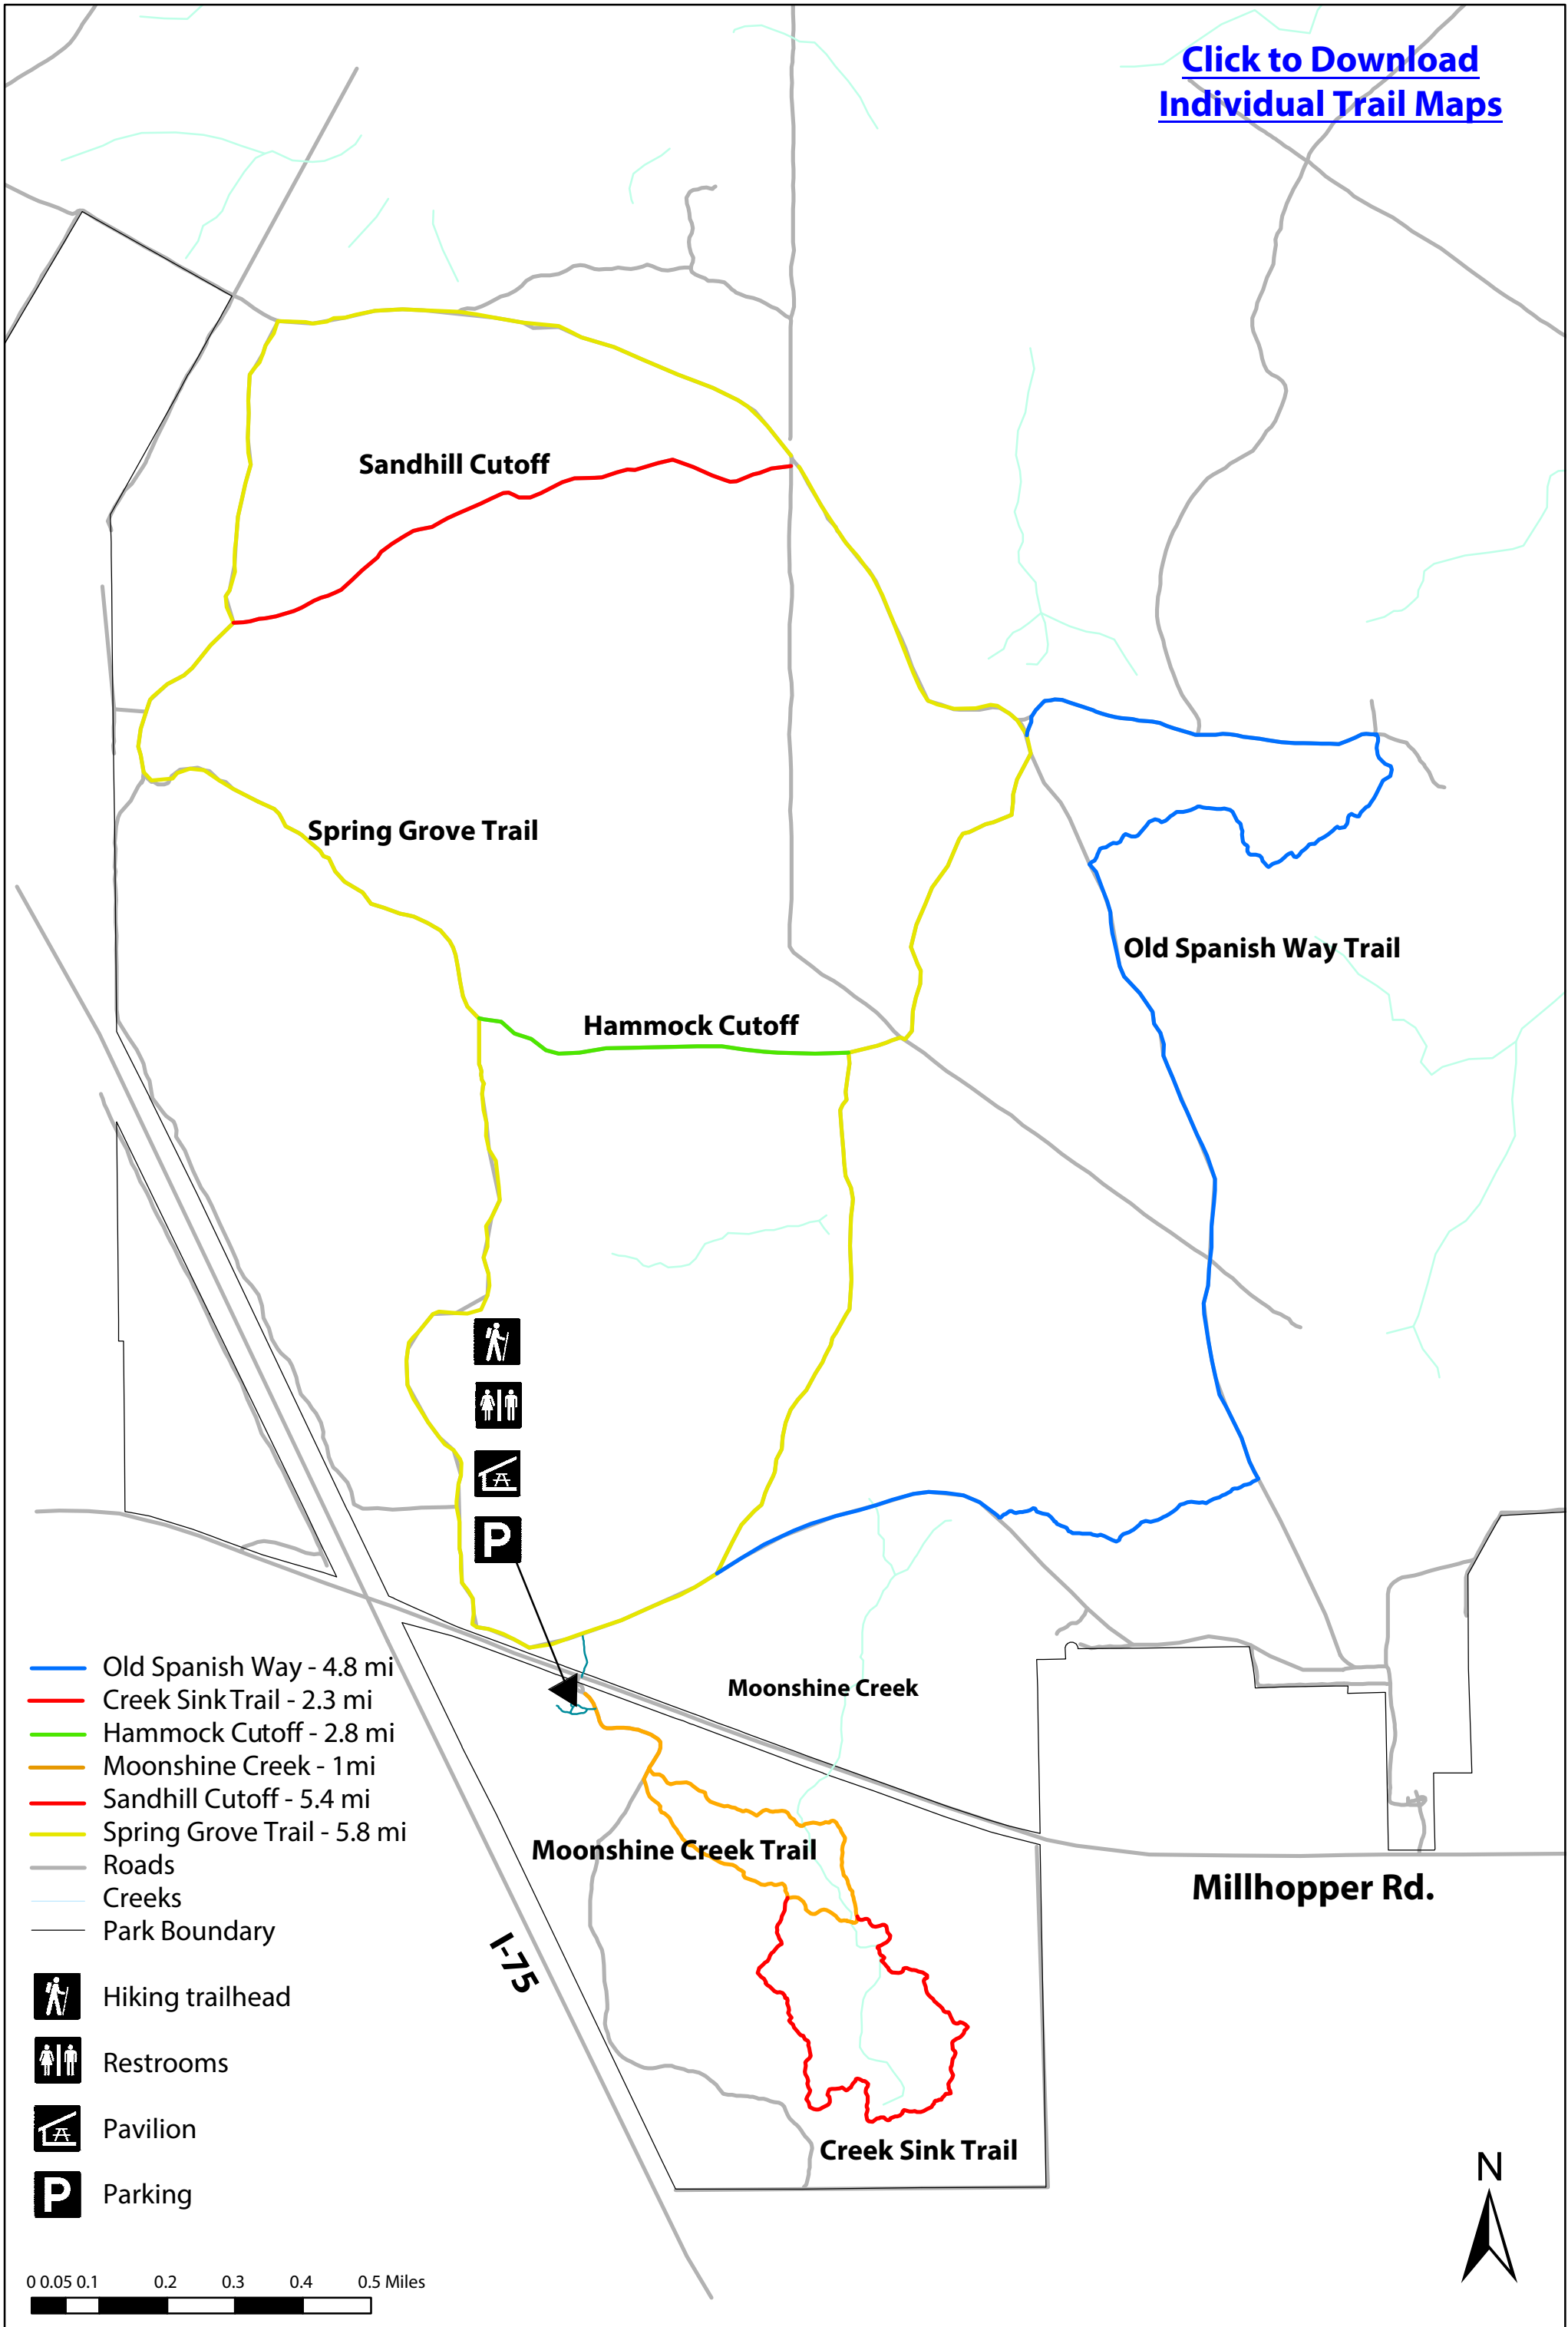 Click to Download
Individual Trail Maps
Sandhill Cutoff
Spring Grove Trail
Old Spanish Way Trail
Hammock Cutoff
P
Old Spanish Way - 4.8 mi
Creek Sink Trail - 2.3 mi
Hammock Cutoff - 2.8 mi
Moonshine Creek - 1mi
Sandhill Cutoff - 5.4 mi
Spring Grove Trail - 5.8 mi
Roads
Creeks
Park Boundary
Hiking trailhead
Restrooms
Pavilion
P Parking
Moonshine Creek
Moonshine Creek Trail
Millhopper Rd.
I-75
Creek Sink Trail
N
0 0.05 0.1 0.2 0.3 0.4 0.5 Miles